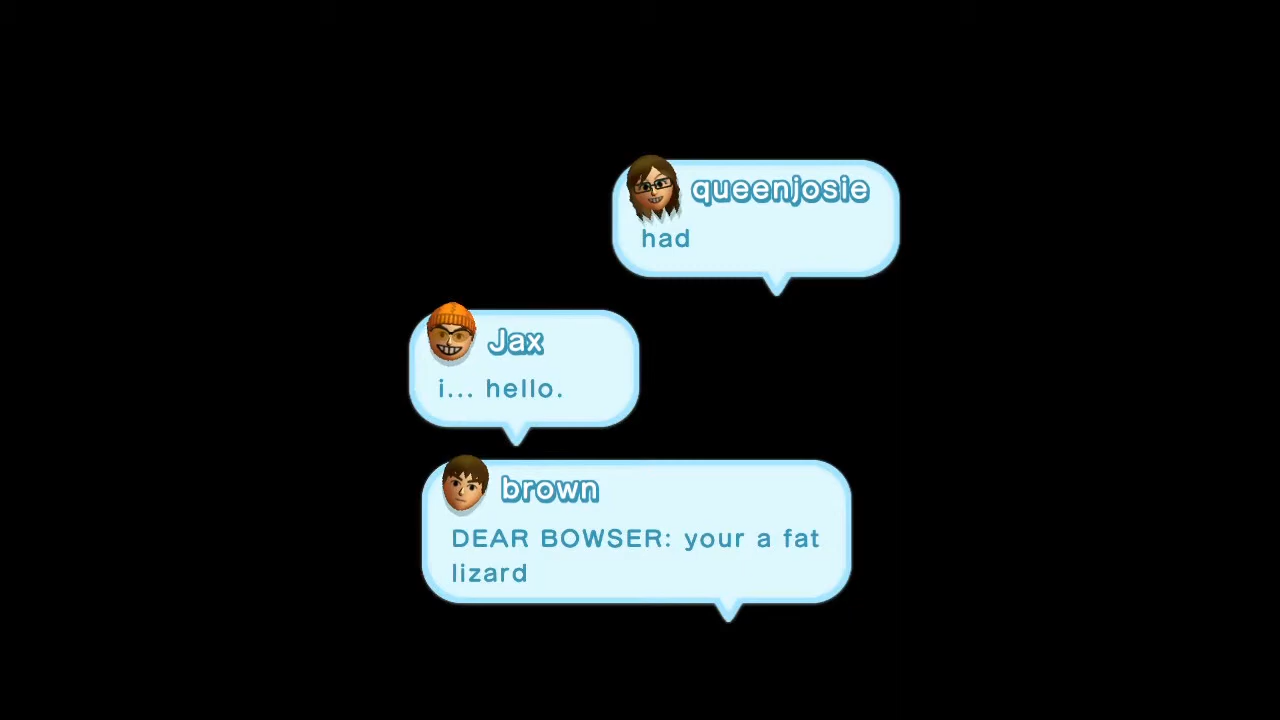 queenjosie
had
Jax
i... hello.
brown
DEAR BOWSER: your a fat
lizard